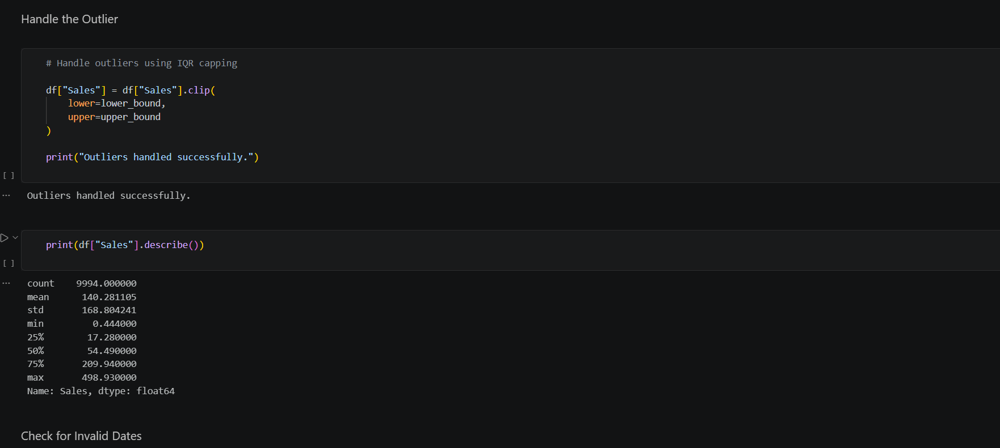 Handle the Outlier
# Handle outliers using IQR capping
df["Sales"] = df["Sales"].clip(
lower=lower_bound,
upper=upper_bound
)
print("Outliers handled successfully.")
[ ]
... Outliers handled successfully.
print(df["Sales"].describe())
[ ]
... count 9994.000000
mean 140.281105
std 168.804241
min 0.444000
25% 17.280000
50% 54.490000
75% 209.940000
max 498.930000
Name: Sales, dtype: float64
Check for Invalid Dates